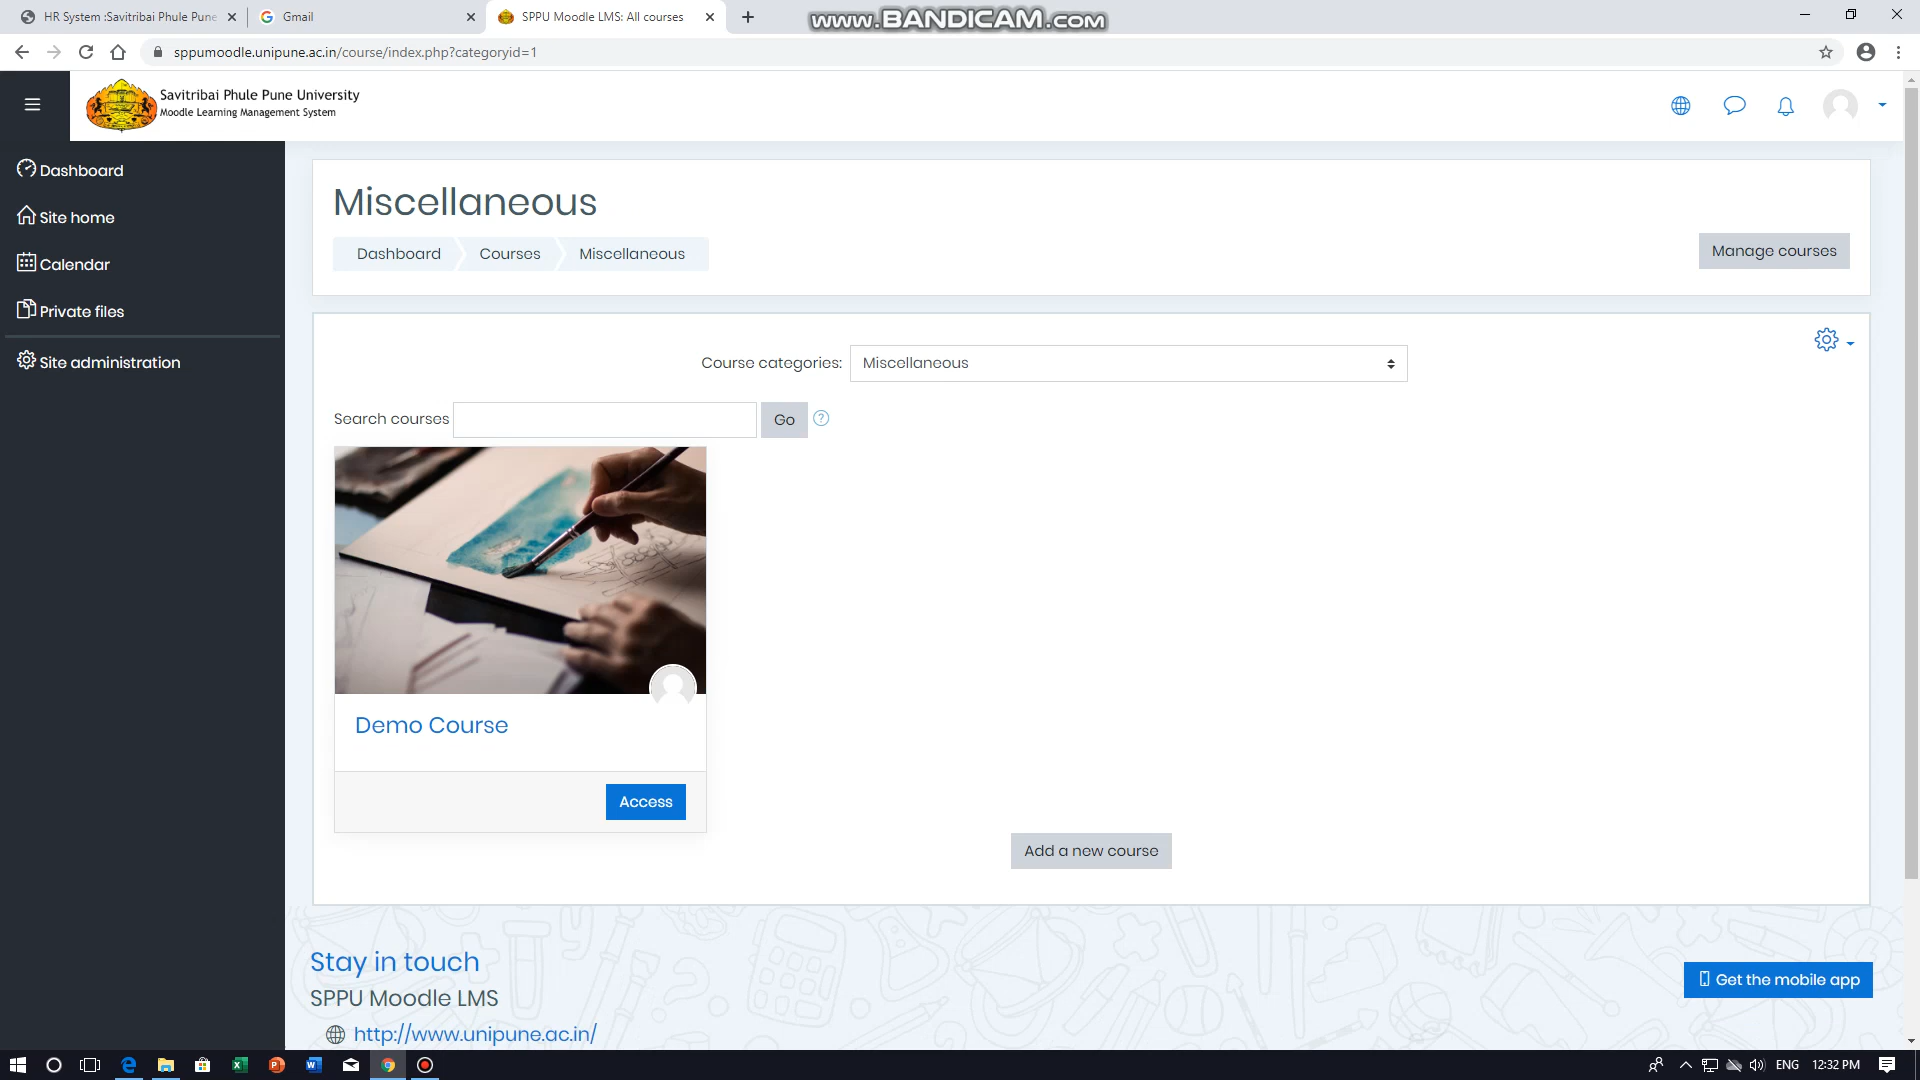 HR System :Savitribai Phule Pune
Gmail
SPPU Moodle LMS: All courses
www.BANDICAM.com
sppumoodle.unipune.ac.in/course/index.php?categoryid=1
Savitribai Phule Pune University
Moodle Learning Management System
Dashboard
Site home
Calendar
Private files
Site administration
Miscellaneous
Dashboard Courses Miscellaneous
Manage courses
Course categories: Miscellaneous
Search courses Go ?
Demo Course
Access
Add a new course
Stay in touch
SPPU Moodle LMS
http://www.unipune.ac.in/
Get the mobile app
ENG 12:32 PM